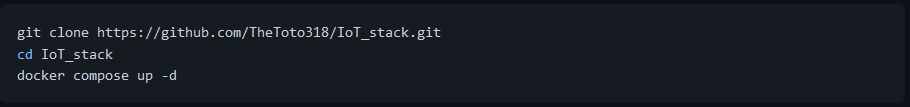 git clone https://github.com/TheToto318/IoT_stack.git
cd IoT_stack
docker compose up -d